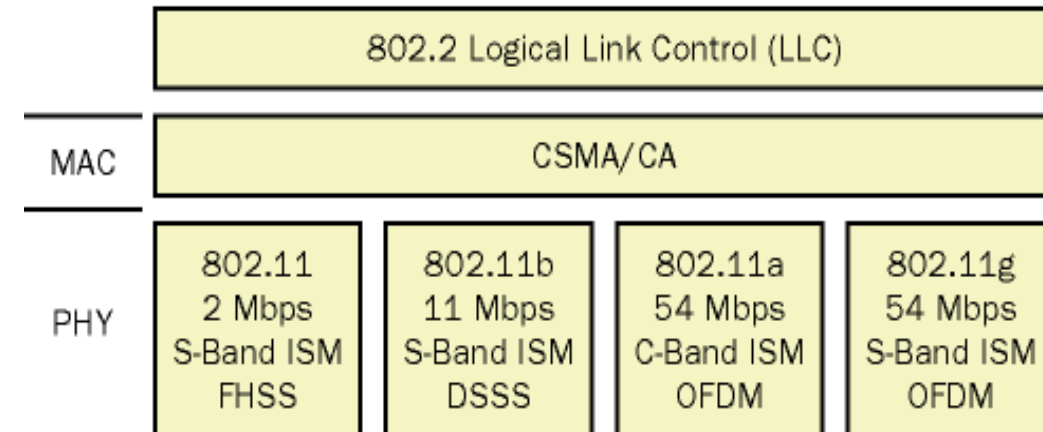 802.2 Logical Link Control (LLC)
MAC
CSMA/CA
PHY
802.11
2 Mbps
S-Band ISM
FHSS
802.11b
11 Mbps
S-Band ISM
DSSS
802.11a
54 Mbps
C-Band ISM
OFDM
802.11g
54 Mbps
S-Band ISM
OFDM